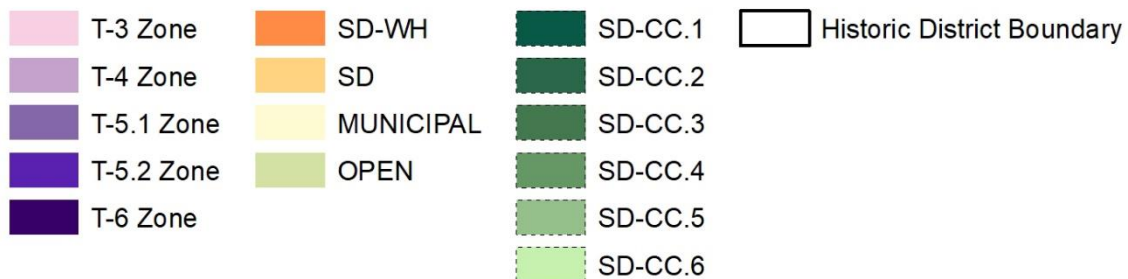 T-3 Zone
T-4 Zone
T-5.1 Zone
T-5.2 Zone
T-6 Zone
SD-WH
SD
MUNICIPAL
OPEN
SD-CC.1
SD-CC.2
SD-CC.3
SD-CC.4
SD-CC.5
SD-CC.6
Historic District Boundary